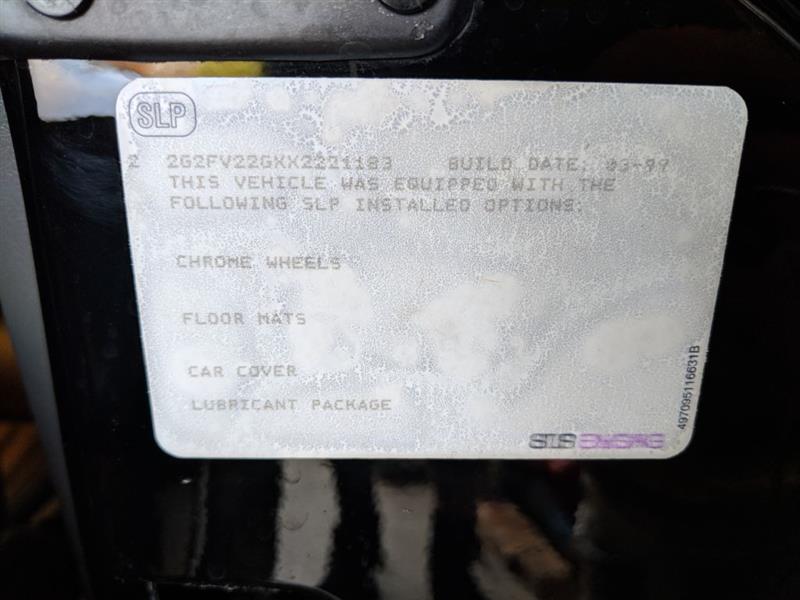 SLP
2 2G2FV22GXX2221183 BUILD DATE: 03-99
THIS VEHICLE WAS EQUIPPED WITH THE
FOLLOWING SLP INSTALLED OPTIONS:
CHROME WHEELS
FLOOR MATS
CAR COVER
LUBRICANT PACKAGE
497095116631B